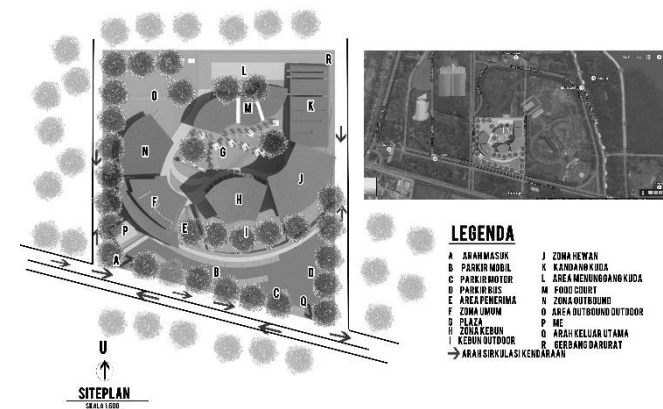 R
L
O
M
K
N
G
J
F
H
E
I
P
A
B
D
C
Q
U
SITEPLAN
SKALA 1:600
LEGENDA
A ARAH MASUK
B PARKIR MOBIL
C PARKIR MOTOR
D PARKIR BUS
E AREA PENERIMA
F ZONA UMUM
G PLAZA
H ZONA KEBUN
I KEBUN OUTDOOR
J ZONA HEWAN
K KANDANG KUDA
L AREA MENUNGGANG KUDA
M FOOD COURT
N ZONA OUTBOUND
O AREA OUTBOUND OUTDOOR
P ME
Q ARAH KELUAR UTAMA
R GERBANG DARURAT
ARAH SIRKULASI KENDARAAN